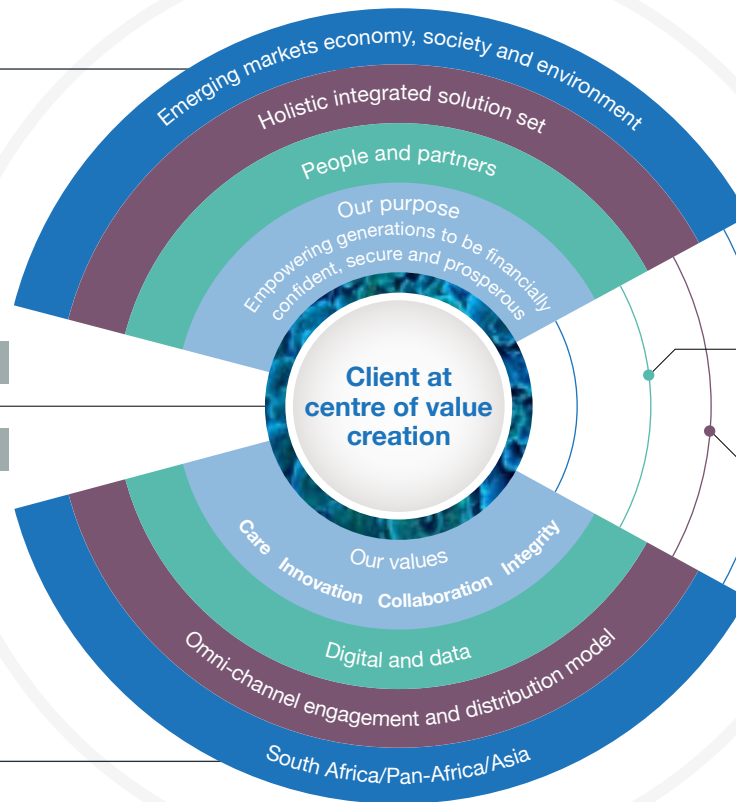 Emerging markets economy, society and environment
Holistic integrated solution set
People and partners
Our purpose
Empowering generations to be financially
confident, secure and prosperous
Client at
centre of value
creation
Care Innovation Collaboration Integrity
Our values
Digital and data
Omni-channel engagement and distribution model
South Africa/Pan-Africa/Asia